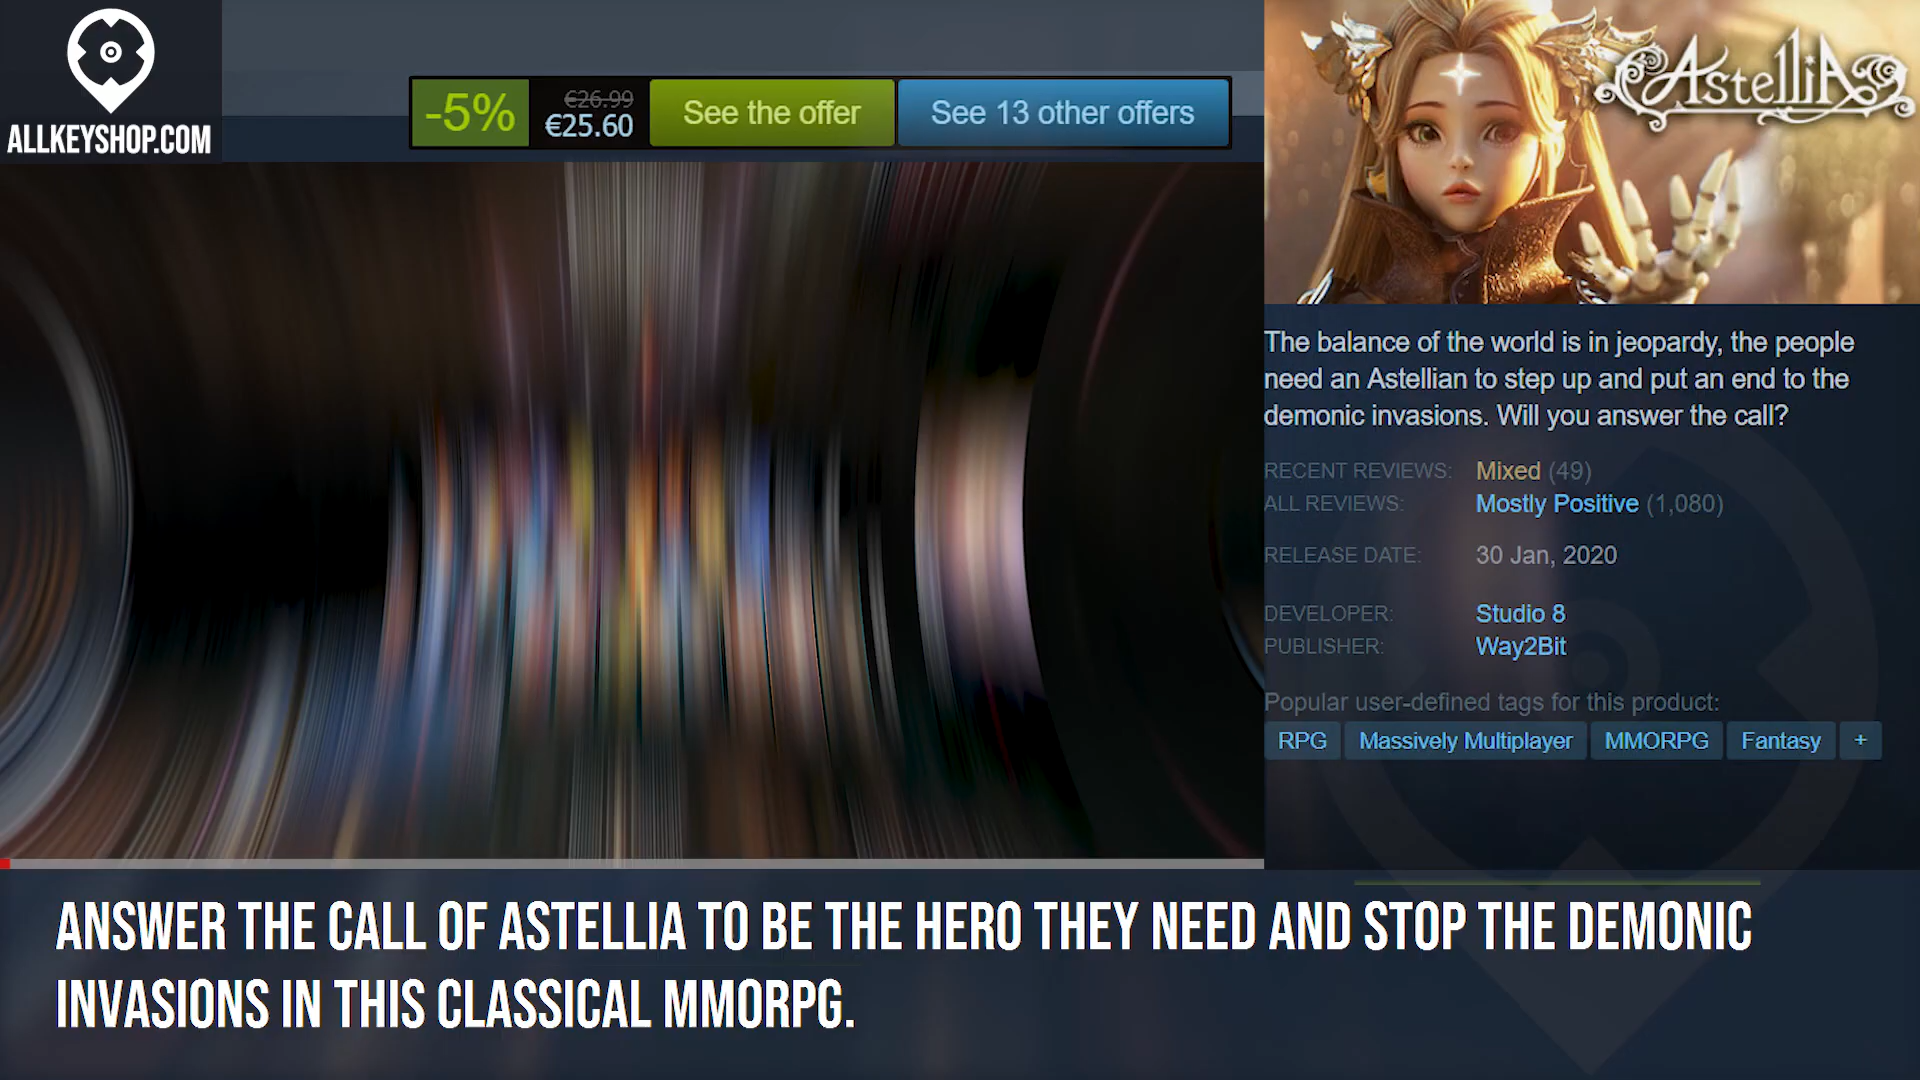 ALLKEYSHOP.COM
-5%
€26.99
€25.60
See the offer
See 13 other offers
Astellia
The balance of the world is in jeopardy, the people
need an Astellian to step up and put an end to the
demonic invasions. Will you answer the call?
RECENT REVIEWS: Mixed (49)
ALL REVIEWS: Mostly Positive (1,080)
RELEASE DATE: 30 Jan, 2020
DEVELOPER: Studio 8
PUBLISHER: Way2Bit
Popular user-defined tags for this product:
RPG Massively Multiplayer MMORPG Fantasy +
ANSWER THE CALL OF ASTELLIA TO BE THE HERO THEY NEED AND STOP THE DEMONIC
INVASIONS IN THIS CLASSICAL MMORPG.